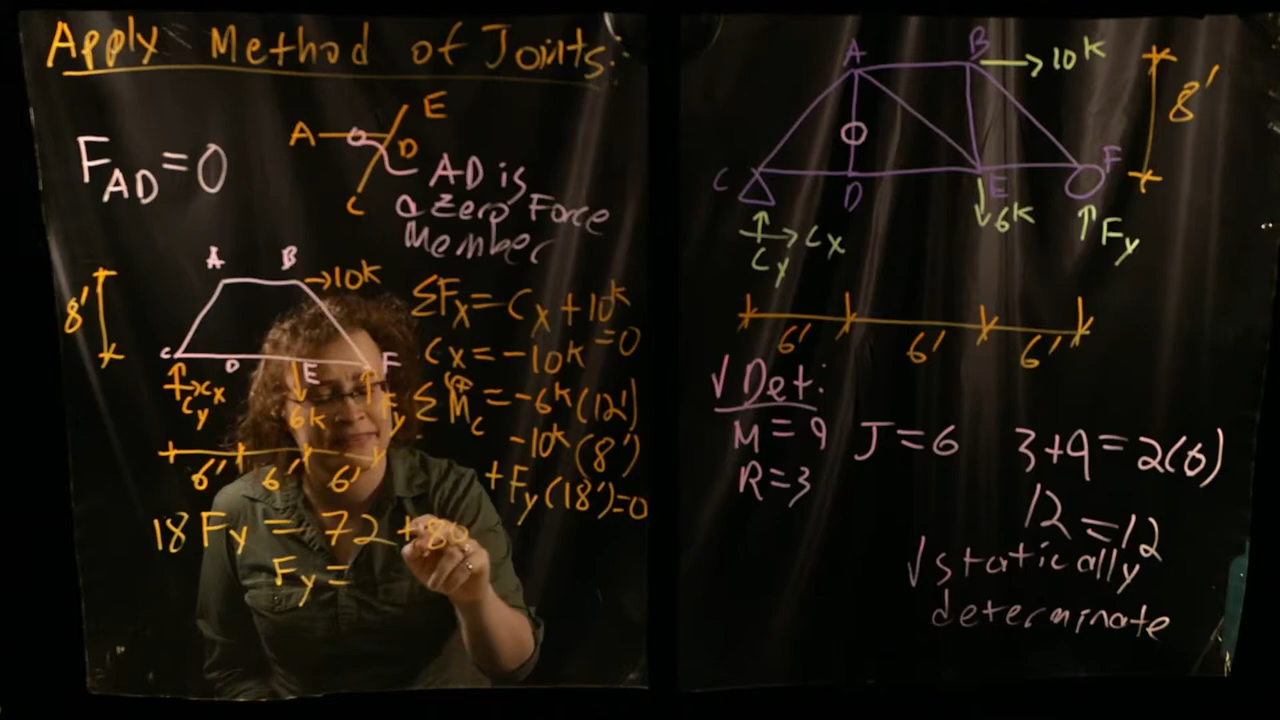 Apply Method of Joints:
F_AD = 0
A E D C
AD is
a Zero Force
Member
A B
→10K
8'
C D E F
Cx
Cy
6K
Fy
6' 6' 6'
ΣFx = Cx + 10K
= 0
Cx = -10K
ΣMc = -6K(12')
-10K(8')
+ Fy(18') = 0
18 Fy = 72 + 80
Fy =
A B →10K
8'
C D E F
Cx
Cy
↓6K
↑Fy
6' 6' 6'
√ Det:
M = 9 J = 6 3+9 = 2(6)
R = 3
12 = 12
√ statically
determinate